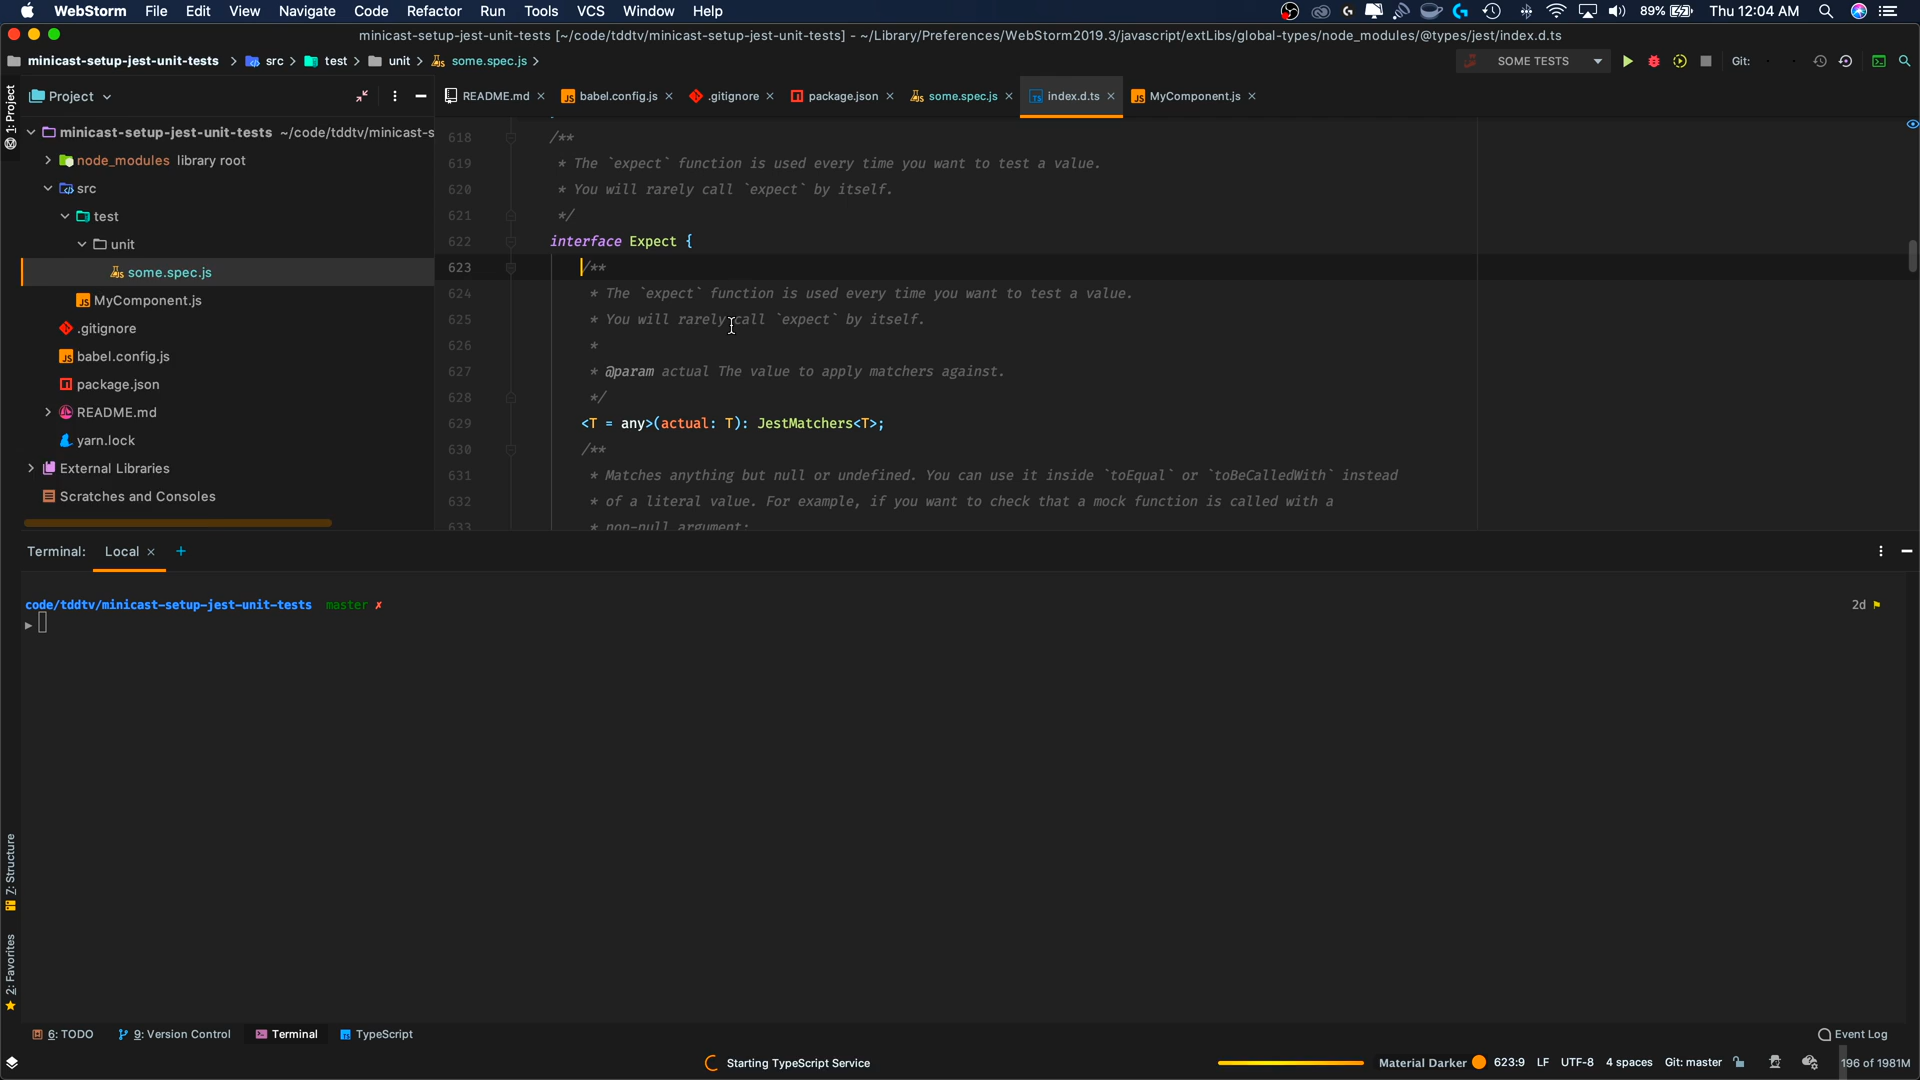 WebStorm File Edit View Navigate Code Refactor Run Tools VCS Window Help
89% Thu 12:04 AM
minicast-setup-jest-unit-tests [~/code/tddtv/minicast-setup-jest-unit-tests] - ~/Library/Preferences/WebStorm2019.3/javascript/extLibs/global-types/node_modules/@types/jest/index.d.ts
minicast-setup-jest-unit-tests src test unit some.spec.js
SOME TESTS Git:
1: Project
Project
README.md babel.config.js .gitignore package.json some.spec.js index.d.ts MyComponent.js
minicast-setup-jest-unit-tests ~/code/tddtv/minicast-s
node_modules library root
src
test
unit
some.spec.js
MyComponent.js
.gitignore
babel.config.js
package.json
README.md
yarn.lock
External Libraries
Scratches and Consoles
618 /**
619 * The `expect` function is used every time you want to test a value.
620 * You will rarely call `expect` by itself.
621 */
622 interface Expect {
623 /**
624 * The `expect` function is used every time you want to test a value.
625 * You will rarely call `expect` by itself.
626 *
627 * @param actual The value to apply matchers against.
628 */
629 <T = any>(actual: T): JestMatchers<T>;
630 /**
631 * Matches anything but null or undefined. You can use it inside `toEqual` or `toBeCalledWith` instead
632 * of a literal value. For example, if you want to check that a mock function is called with a
633 * non-null argument:
Terminal: Local +
code/tddtv/minicast-setup-jest-unit-tests master ✗ 2d
7: Structure
2: Favorites
6: TODO 9: Version Control Terminal TypeScript Event Log
Starting TypeScript Service Material Darker 623:9 LF UTF-8 4 spaces Git: master 196 of 1981M